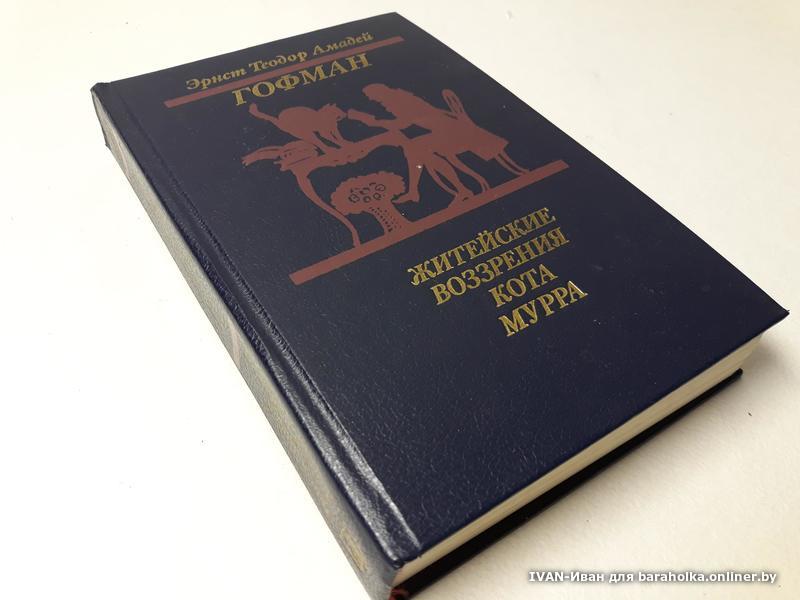 Эрнст Теодор Амадей
ГОФМАН
ЖИТЕЙСКИЕ
ВОЗЗРЕНИЯ
КОТА
МУРРА
IVAN-Иван для baraholka.onliner.by